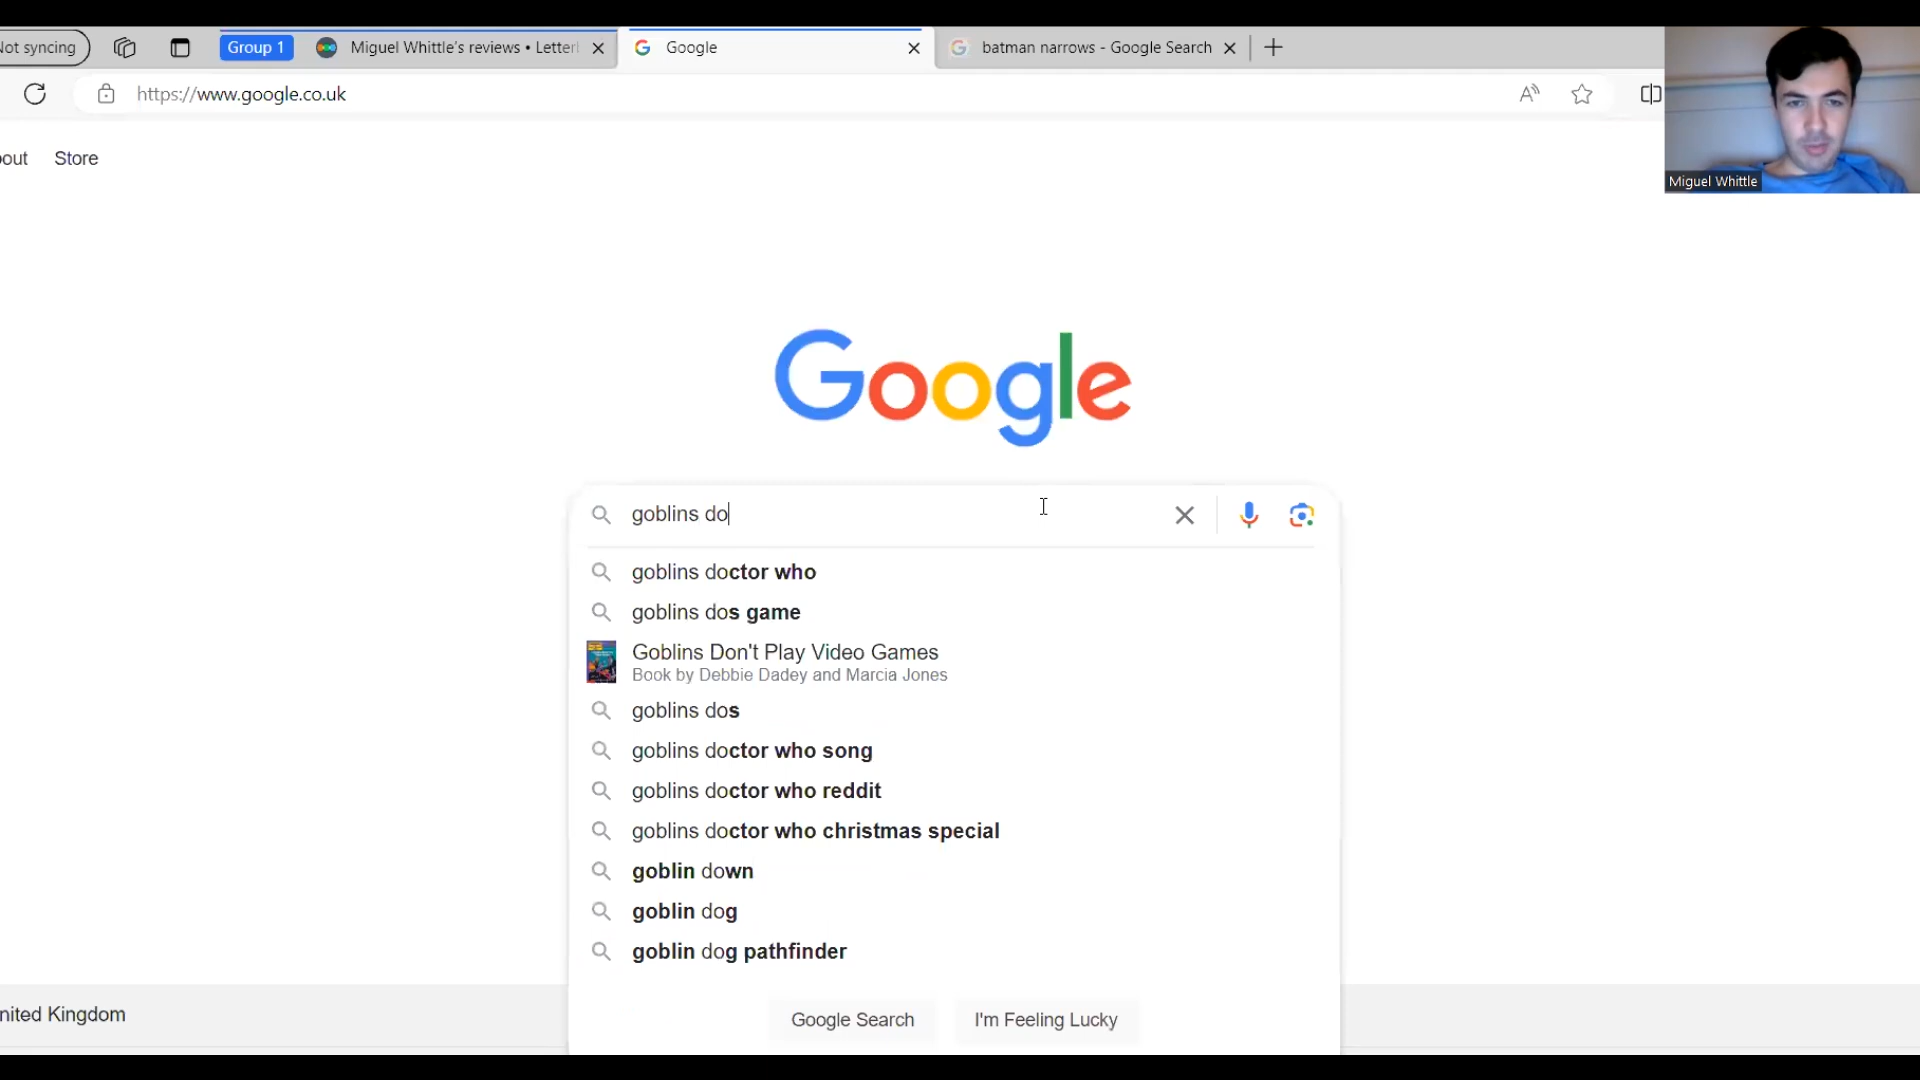 Not syncing
Group 1
Miguel Whittle's reviews • Letter
Google
batman narrows - Google Search
https://www.google.co.uk
Store
Miguel Whittle
Google
goblins do
goblins doctor who
goblins dos game
Goblins Don't Play Video Games
Book by Debbie Dadey and Marcia Jones
goblins dos
goblins doctor who song
goblins doctor who reddit
goblins doctor who christmas special
goblin down
goblin dog
goblin dog pathfinder
nited Kingdom
Google Search
I'm Feeling Lucky